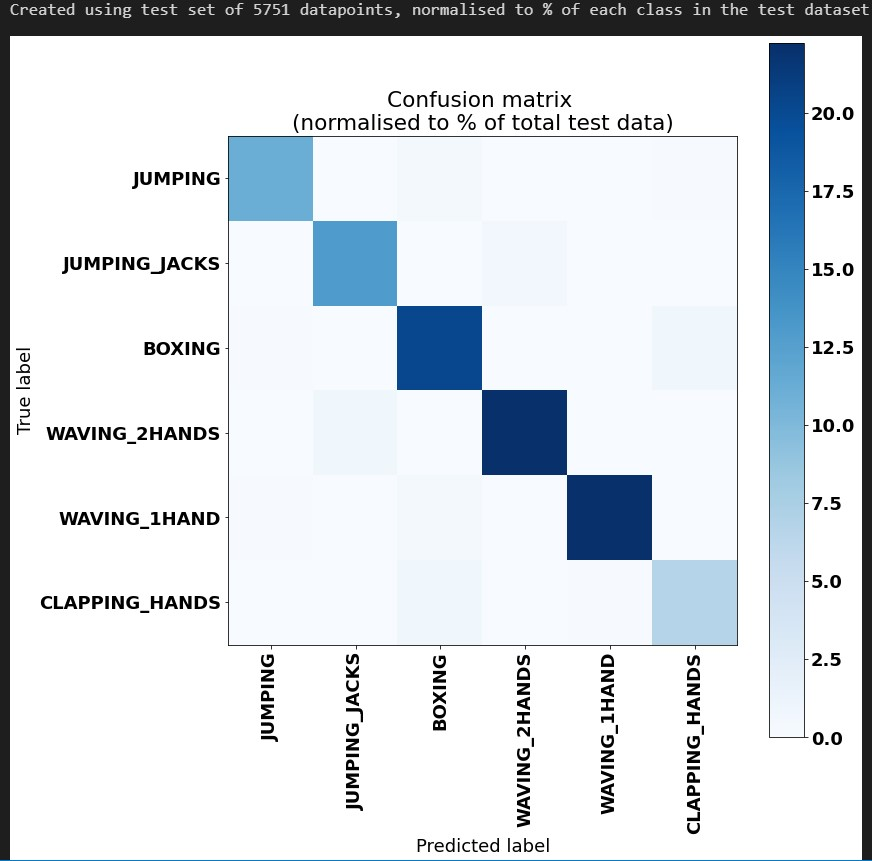 Created using test set of 5751 datapoints, normalised to % of each class in the test dataset
Confusion matrix
(normalised to % of total test data)
JUMPING
JUMPING_JACKS
BOXING
WAVING_2HANDS
WAVING_1HAND
CLAPPING_HANDS
True label
JUMPING
JUMPING_JACKS
BOXING
WAVING_2HANDS
WAVING_1HAND
CLAPPING_HANDS
Predicted label
20.0
17.5
15.0
12.5
10.0
7.5
5.0
2.5
0.0